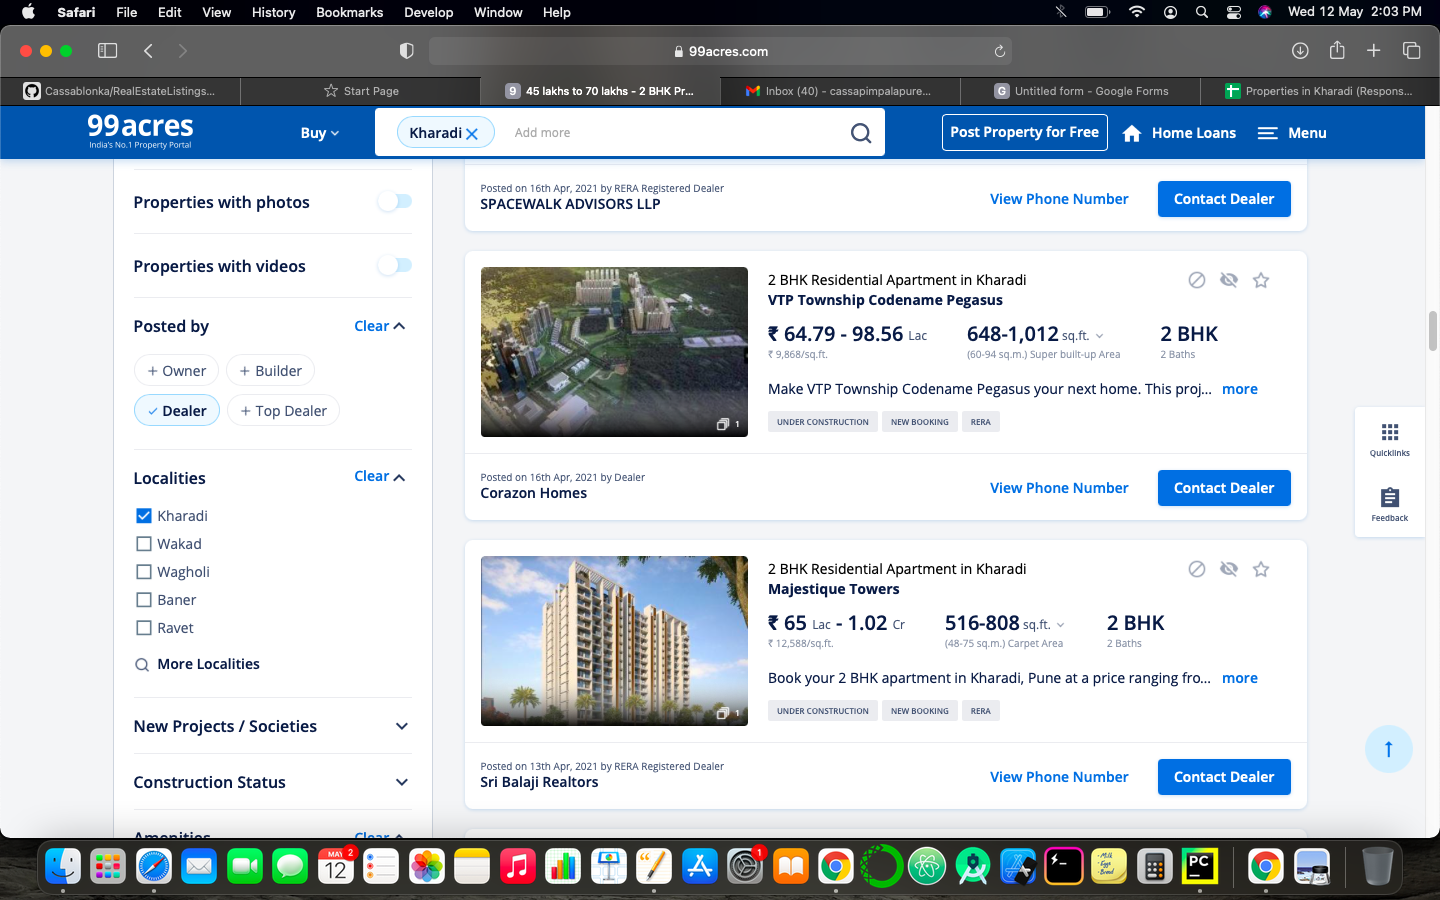 Safari File Edit View History Bookmarks Develop Window Help Wed 12 May 2:03 PM
99acres.com
Cassablonka/RealEstateListings...
Start Page
9 45 lakhs to 70 lakhs - 2 BHK Pr...
Inbox (40) - cassapimpalapure...
G Untitled form - Google Forms
Properties in Kharadi (Respons...
99acres
India's No.1 Property Portal
Buy
Kharadi Add more
Post Property for Free
Home Loans
Menu
Properties with photos
Properties with videos
Posted by Clear
+ Owner + Builder
Dealer + Top Dealer
Localities Clear
Kharadi
Wakad
Wagholi
Baner
Ravet
More Localities
New Projects / Societies
Construction Status
Amenities Clear
Posted on 16th Apr, 2021 by RERA Registered Dealer
SPACEWALK ADVISORS LLP
View Phone Number Contact Dealer
2 BHK Residential Apartment in Kharadi
VTP Township Codename Pegasus
₹ 64.79 - 98.56 Lac 648-1,012 sq.ft. 2 BHK
₹ 9,868/sq.ft. (60-94 sq.m.) Super built-up Area 2 Baths
Make VTP Township Codename Pegasus your next home. This proj... more
UNDER CONSTRUCTION NEW BOOKING RERA
1
Posted on 16th Apr, 2021 by Dealer
Corazon Homes
View Phone Number Contact Dealer
2 BHK Residential Apartment in Kharadi
Majestique Towers
₹ 65 Lac - 1.02 Cr 516-808 sq.ft. 2 BHK
₹ 12,588/sq.ft. (48-75 sq.m.) Carpet Area 2 Baths
Book your 2 BHK apartment in Kharadi, Pune at a price ranging fro... more
UNDER CONSTRUCTION NEW BOOKING RERA
1
Posted on 13th Apr, 2021 by RERA Registered Dealer
Sri Balaji Realtors
View Phone Number Contact Dealer
Quicklinks
Feedback
MAY 2
12
1
Milk
Eggs
Bread
PC